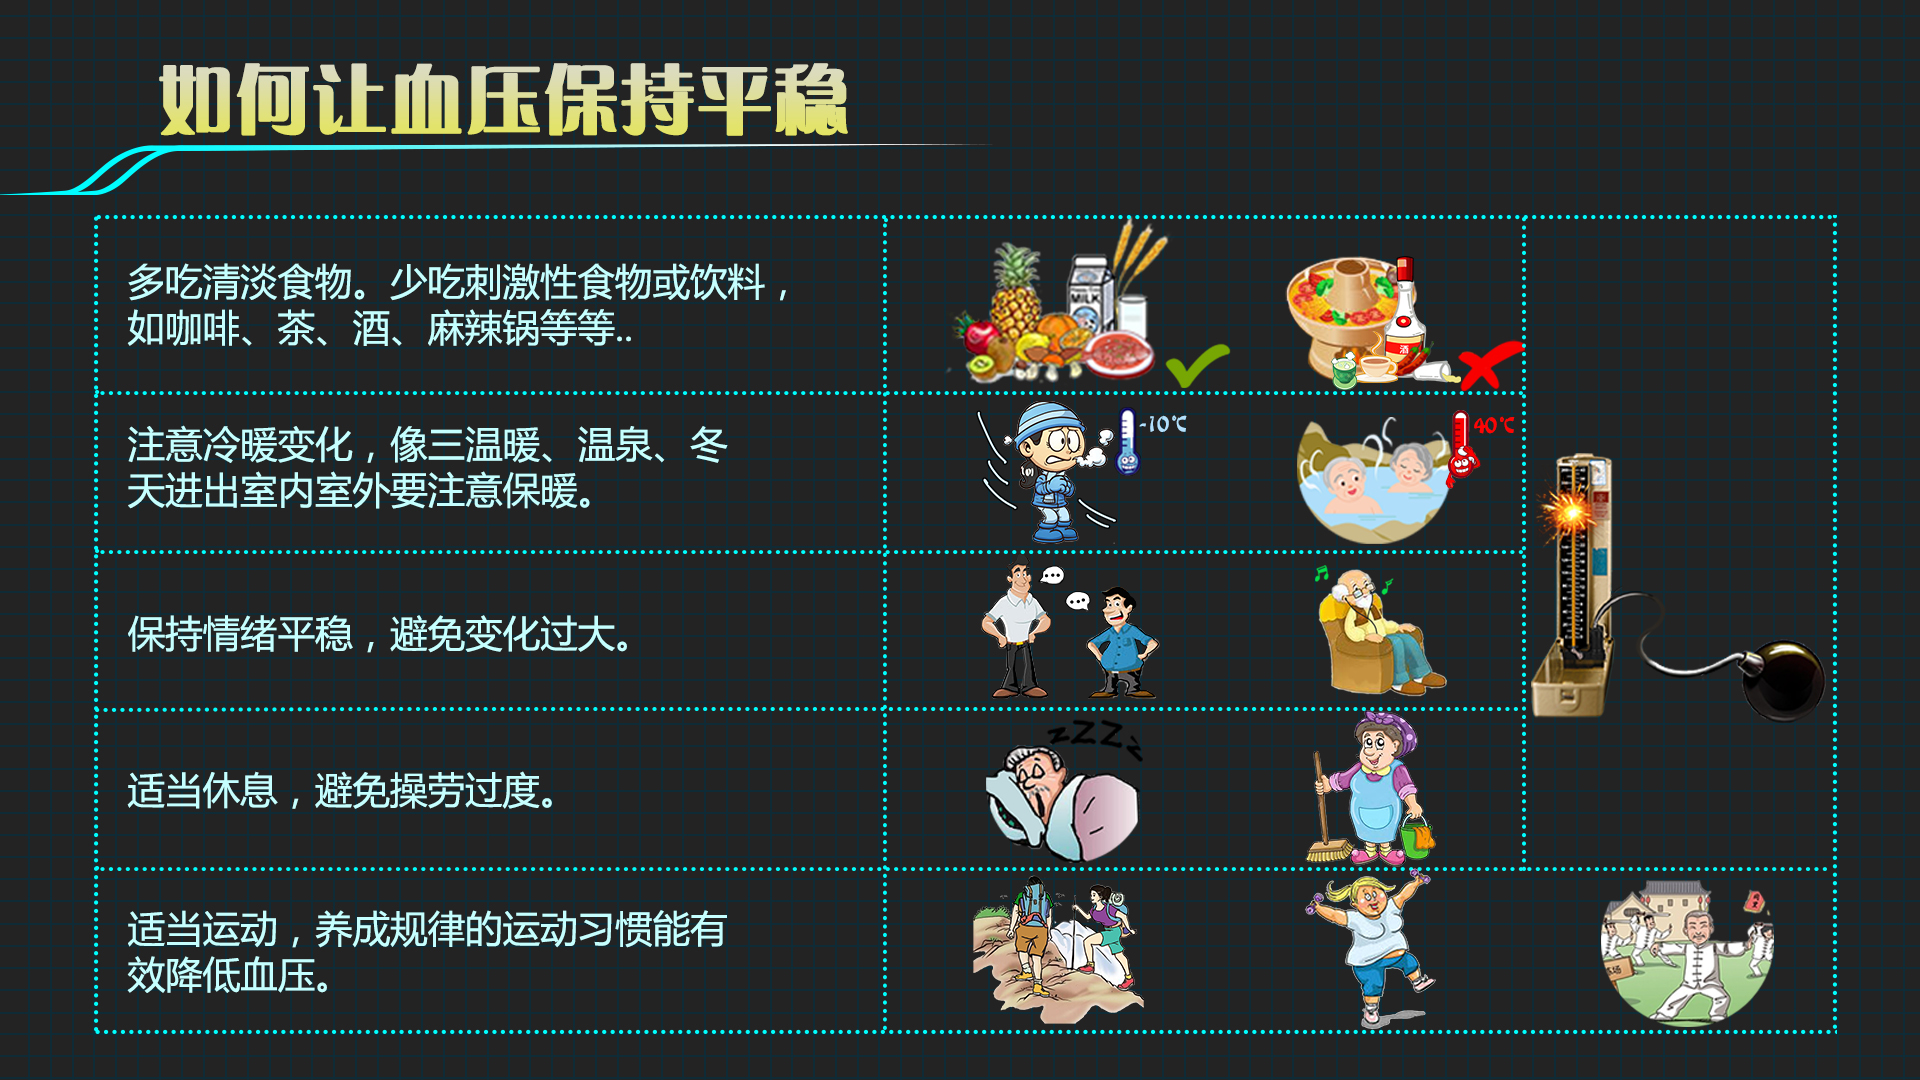 如何让血压保持平稳
多吃清淡食物。少吃刺激性食物或饮料，
如咖啡、茶、酒、麻辣锅等等..
MILK
酒
注意冷暖变化，像三温暖、温泉、冬
天进出室内室外要注意保暖。
-10℃
40℃
保持情绪平稳，避免变化过大。
适当休息，避免操劳过度。
zZZZz
适当运动，养成规律的运动习惯能有
效降低血压。